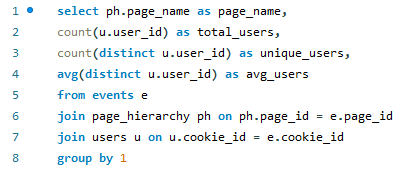 1 select ph.page_name as page_name,
2 count(u.user_id) as total_users,
3 count(distinct u.user_id) as unique_users,
4 avg(distinct u.user_id) as avg_users
5 from events e
6 join page_hierarchy ph on ph.page_id = e.page_id
7 join users u on u.cookie_id = e.cookie_id
8 group by 1